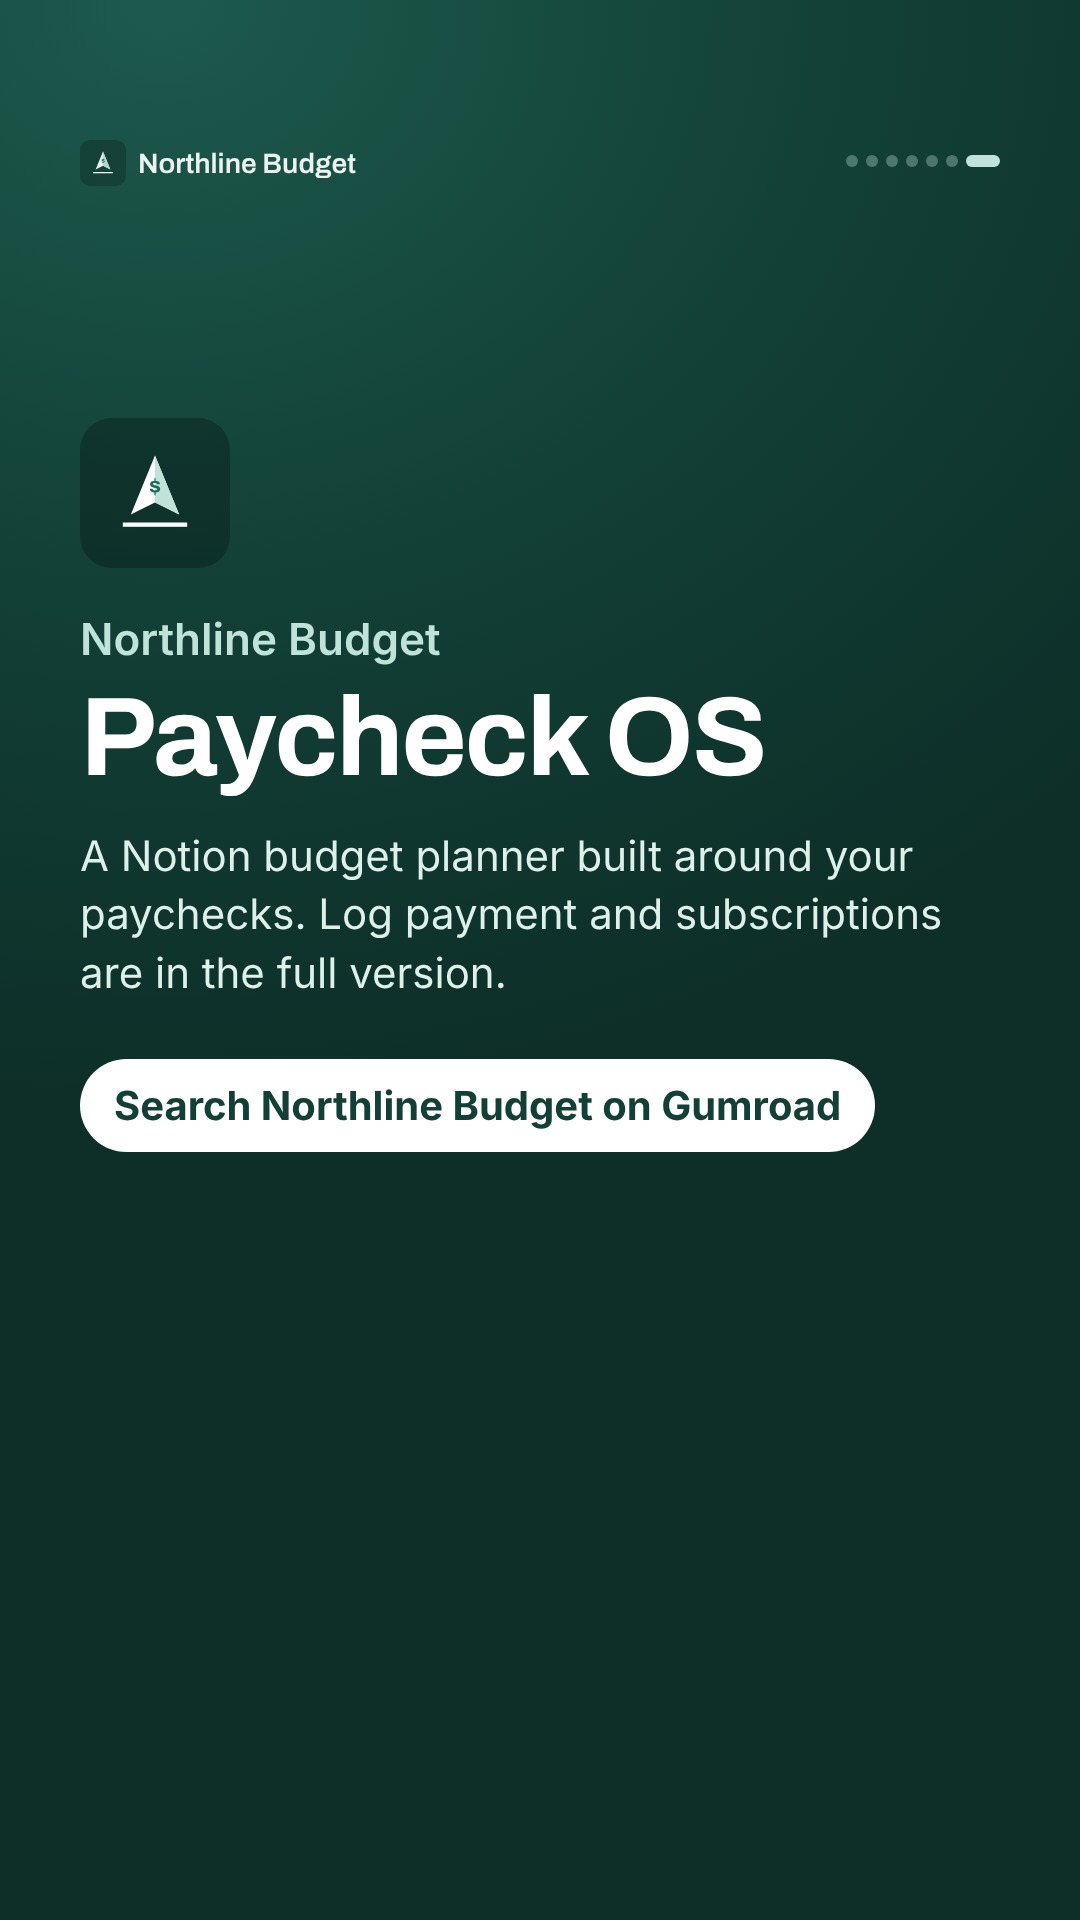 Northline Budget
$
Northline Budget
Paycheck OS
A Notion budget planner built around your
paychecks. Log payment and subscriptions
are in the full version.
Search Northline Budget on Gumroad